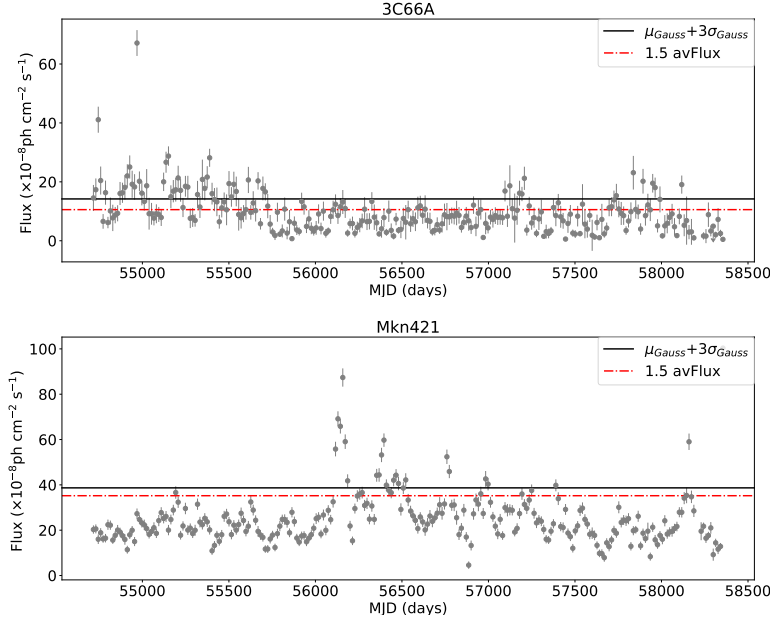 3C66A
μGauss+3σGauss
1.5 avFlux
Flux (×10⁻⁸ph cm⁻² s⁻¹)
60
40
20
0
55000 55500 56000 56500 57000 57500 58000 58500
MJD (days)
Mkn421
μGauss+3σGauss
1.5 avFlux
Flux (×10⁻⁸ph cm⁻² s⁻¹)
100
80
60
40
20
0
55000 55500 56000 56500 57000 57500 58000 58500
MJD (days)